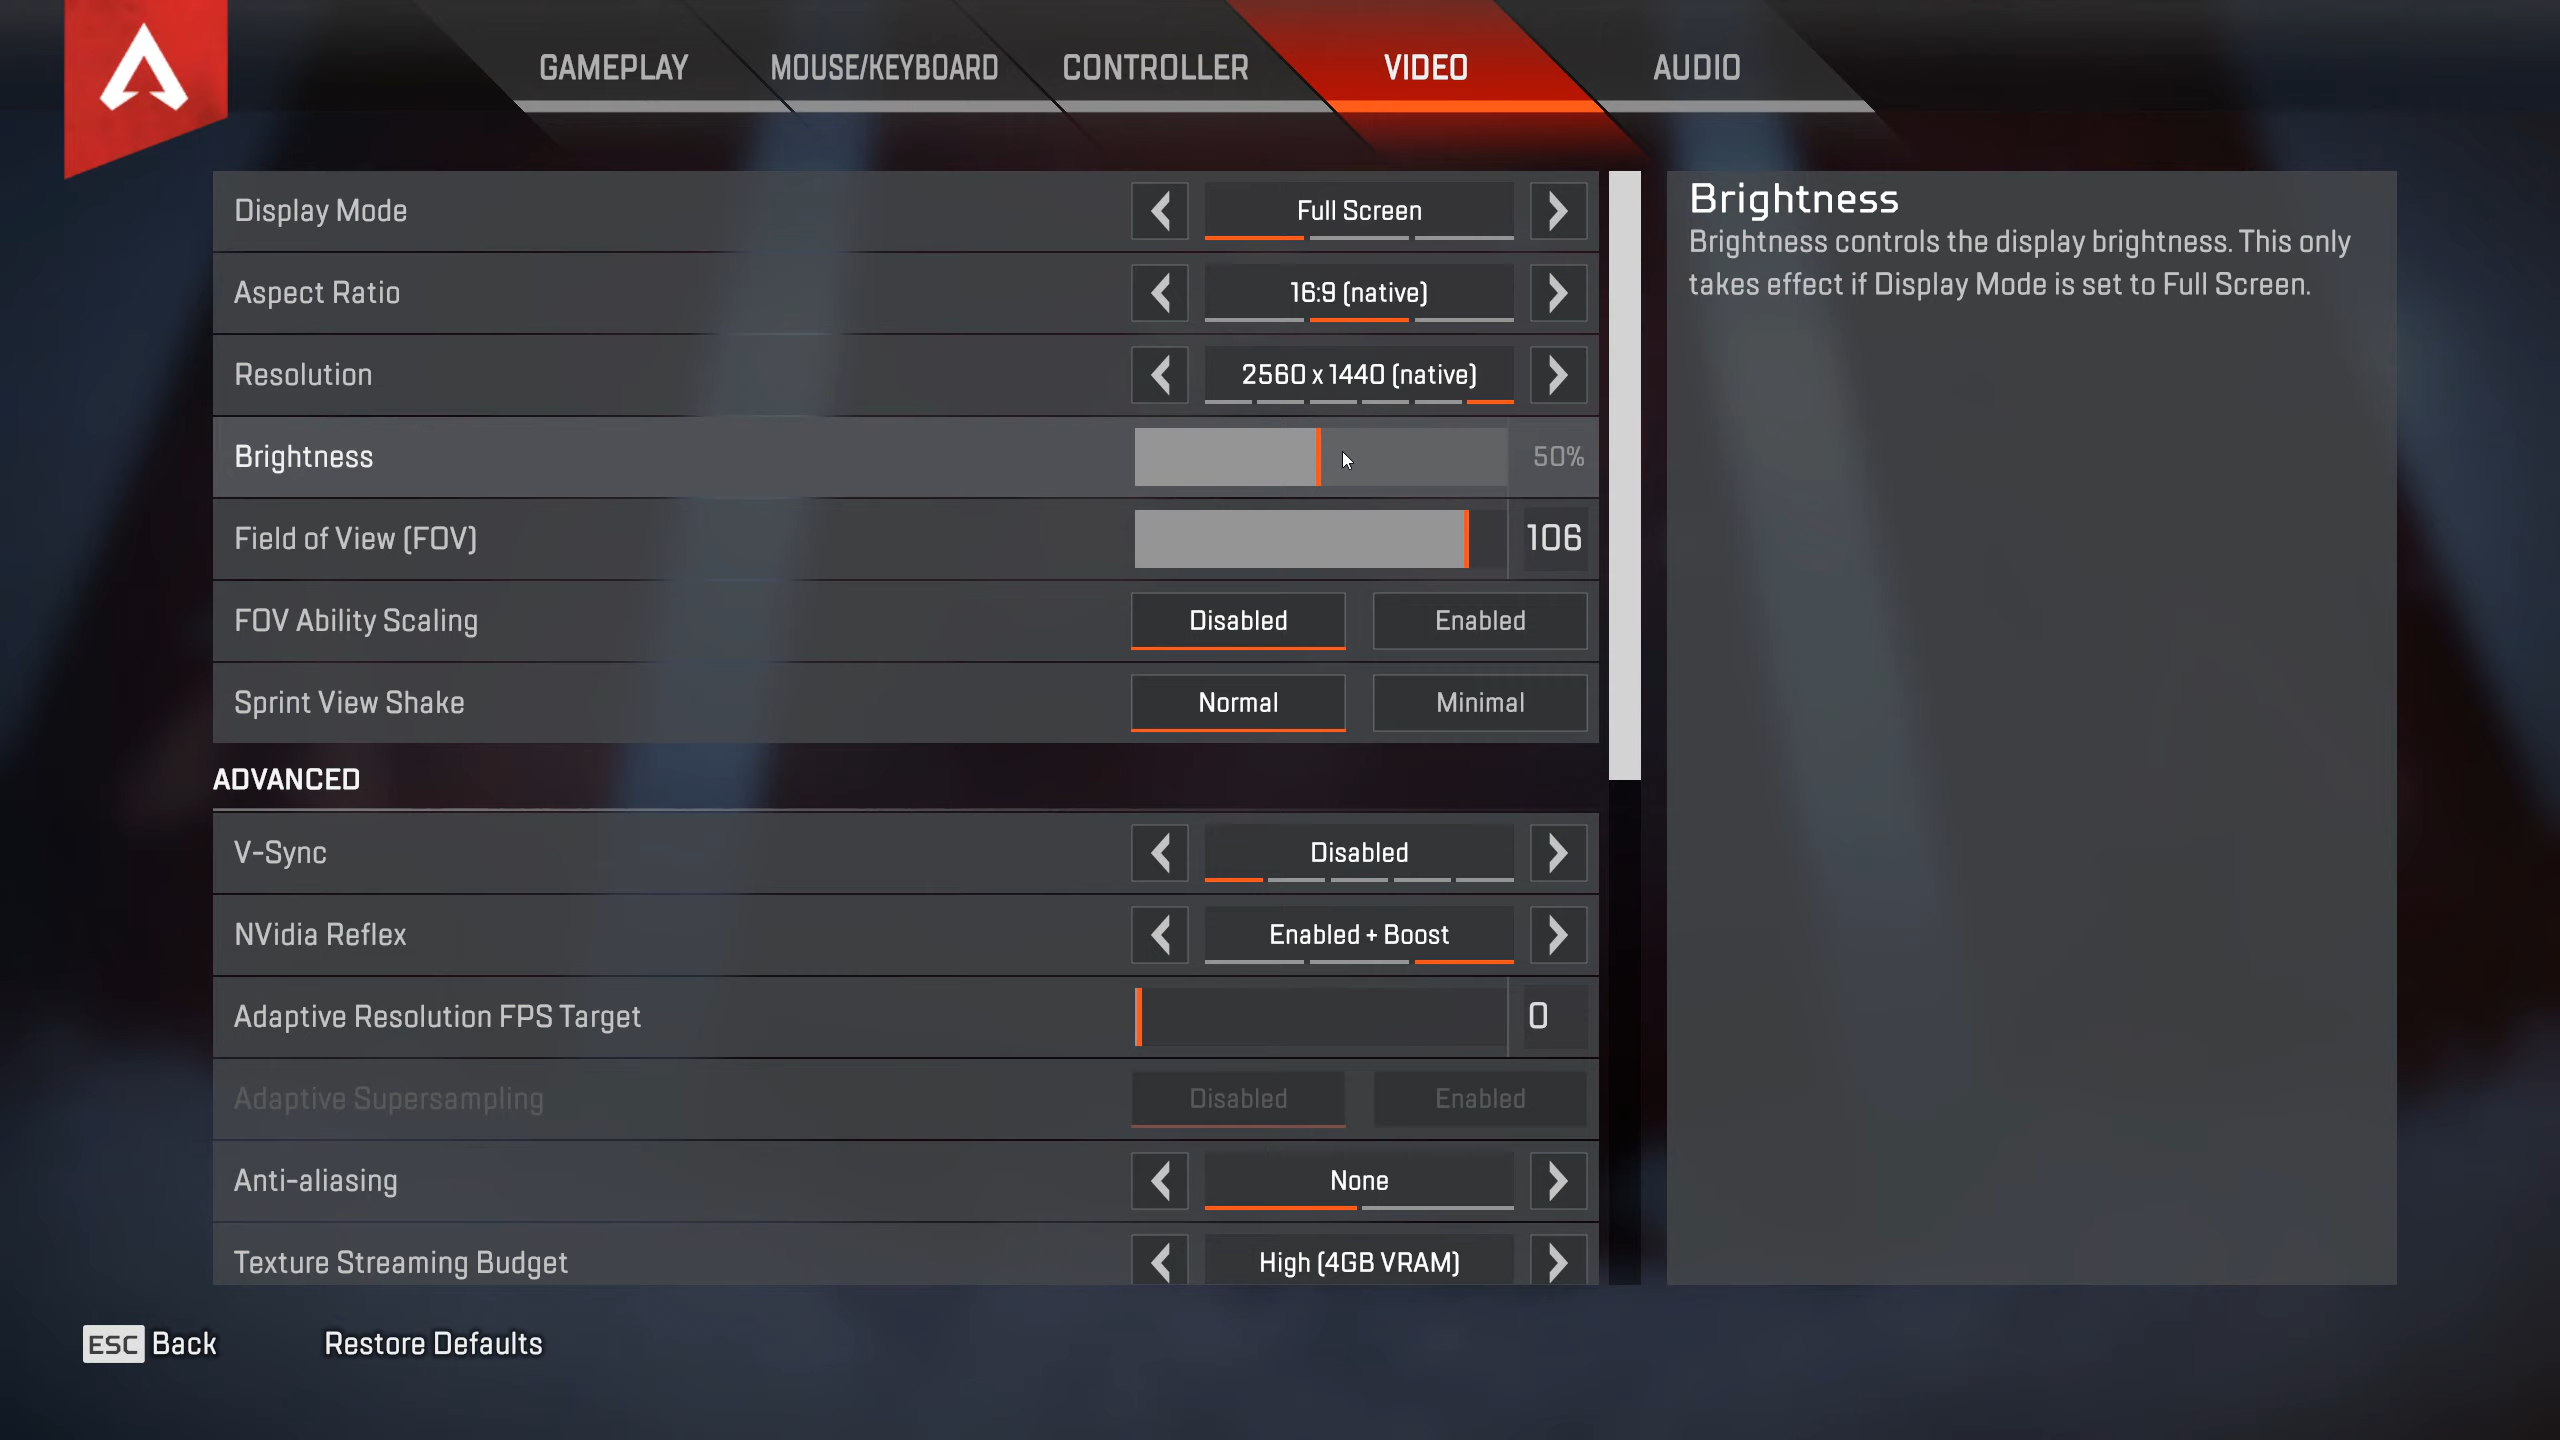 GAMEPLAY MOUSE/KEYBOARD CONTROLLER VIDEO AUDIO
Display Mode Full Screen
Aspect Ratio 16:9 (native)
Resolution 2560 x 1440 (native)
Brightness 50%
Field of View (FOV) 106
FOV Ability Scaling Disabled Enabled
Sprint View Shake Normal Minimal
ADVANCED
V-Sync Disabled
NVidia Reflex Enabled + Boost
Adaptive Resolution FPS Target 0
Adaptive Supersampling Disabled Enabled
Anti-aliasing None
Texture Streaming Budget High (4GB VRAM)
Brightness
Brightness controls the display brightness. This only
takes effect if Display Mode is set to Full Screen.
ESC Back Restore Defaults